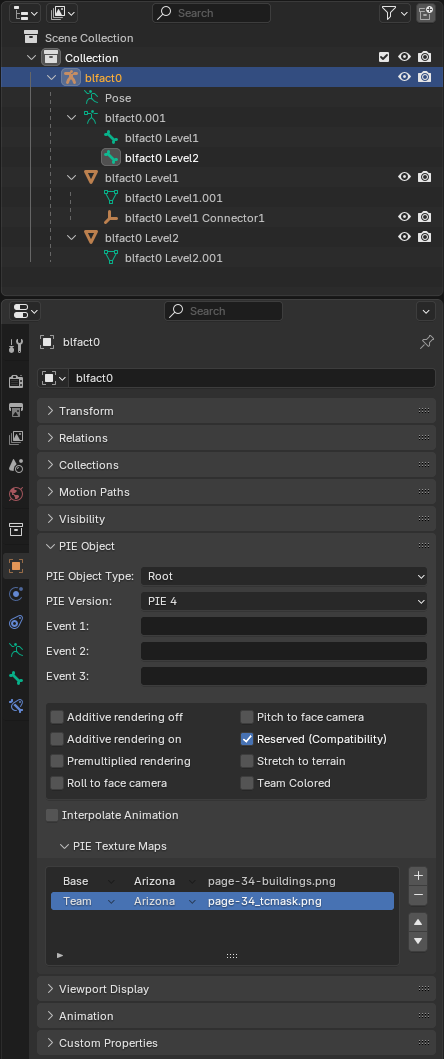 Search
Scene Collection
Collection
blfact0
Pose
blfact0.001
blfact0 Level1
blfact0 Level2
blfact0 Level1
blfact0 Level1.001
blfact0 Level1 Connector1
blfact0 Level2
blfact0 Level2.001
Search
blfact0
blfact0
Transform
Relations
Collections
Motion Paths
Visibility
PIE Object
PIE Object Type: Root
PIE Version: PIE 4
Event 1:
Event 2:
Event 3:
Additive rendering off Pitch to face camera
Additive rendering on Reserved (Compatibility)
Premultiplied rendering Stretch to terrain
Roll to face camera Team Colored
Interpolate Animation
PIE Texture Maps
Base Arizona page-34-buildings.png
Team Arizona page-34_tcmask.png
Viewport Display
Animation
Custom Properties